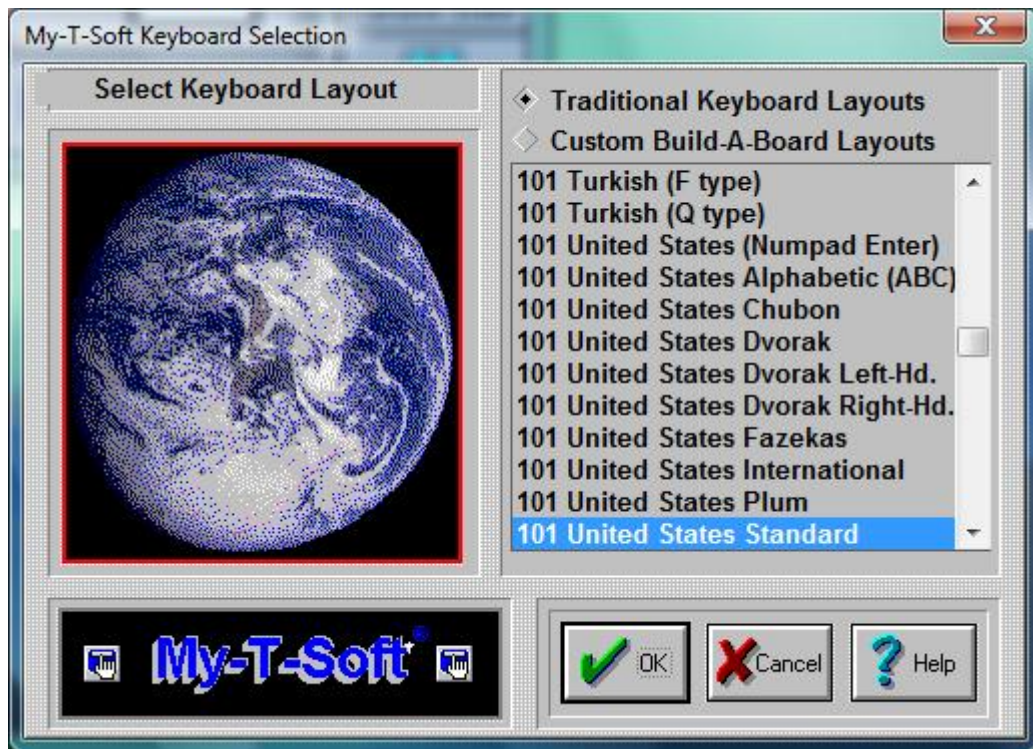 My-T-Soft Keyboard Selection
Select Keyboard Layout
Traditional Keyboard Layouts
Custom Build-A-Board Layouts
101 Turkish (F type)
101 Turkish (Q type)
101 United States (Numpad Enter)
101 United States Alphabetic (ABC)
101 United States Chubon
101 United States Dvorak
101 United States Dvorak Left-Hd.
101 United States Dvorak Right-Hd.
101 United States Fazekas
101 United States International
101 United States Plum
101 United States Standard
My-T-Soft
OK
Cancel
Help